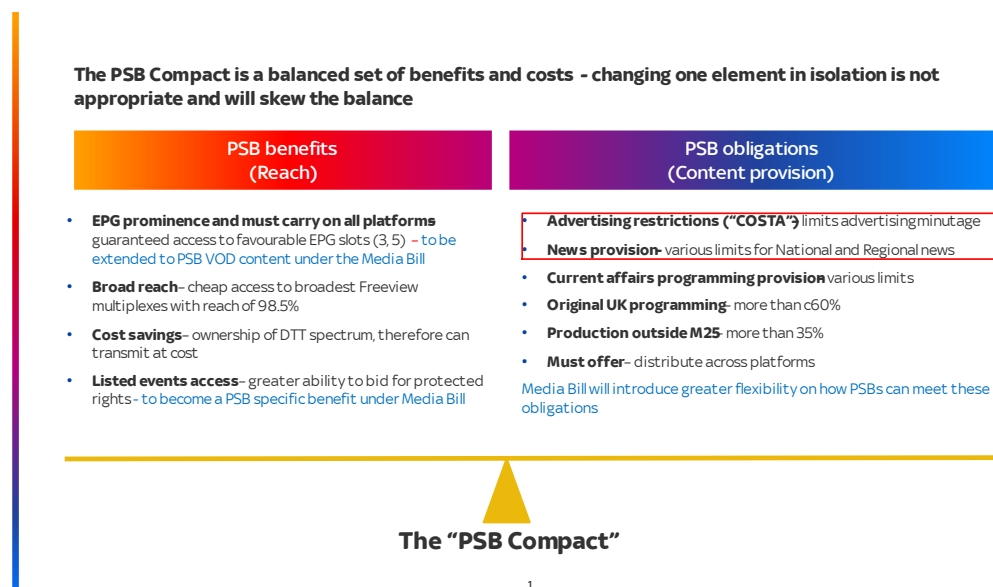 The PSB Compact is a balanced set of benefits and costs - changing one element in isolation is not
appropriate and will skew the balance
PSB benefits
(Reach)
• EPG prominence and must carry on all platforms–
guaranteed access to favourable EPG slots (3, 5) – to be
extended to PSB VOD content under the Media Bill
• Broad reach – cheap access to broadest Freeview
multiplexes with reach of 98.5%
• Cost savings – ownership of DTT spectrum, therefore can
transmit at cost
• Listed events access – greater ability to bid for protected
rights - to become a PSB specific benefit under Media Bill
PSB obligations
(Content provision)
• Advertising restrictions ("COSTA") – limits advertising minutage
• News provision – various limits for National and Regional news
• Current affairs programming provision – various limits
• Original UK programming – more than c60%
• Production outside M25 – more than 35%
• Must offer – distribute across platforms
Media Bill will introduce greater flexibility on how PSBs can meet these
obligations
The “PSB Compact”
1